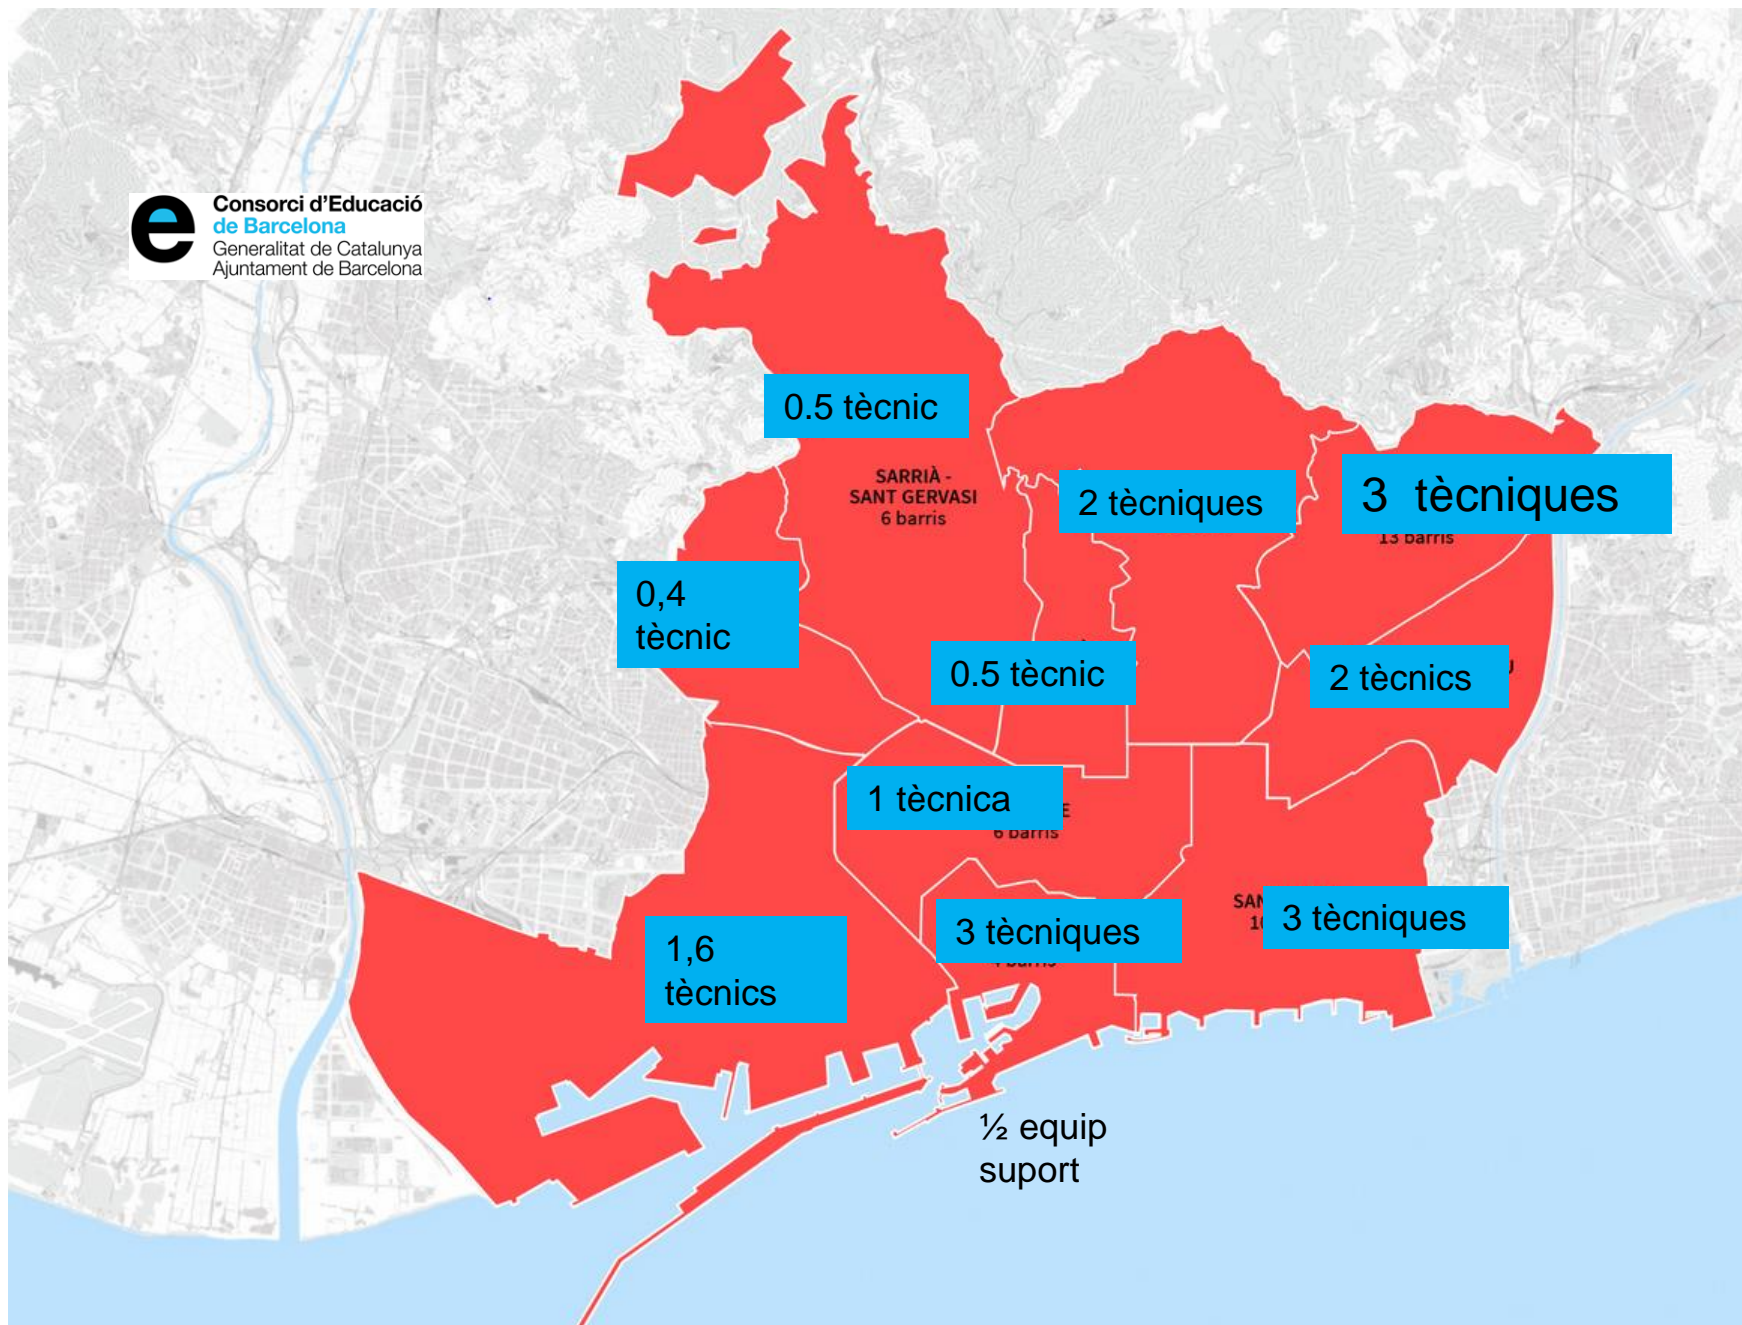 Consorci d'Educació
de Barcelona
Generalitat de Catalunya
Ajuntament de Barcelona
0.5 tècnic
SARRIÀ -
SANT GERVASI
6 barris
2 tècniques
3 tècniques
13 barris
0,4
tècnic
0.5 tècnic
2 tècnics
1 tècnica
6 barris
3 tècniques
3 tècniques
1,6
tècnics
½ equip
suport